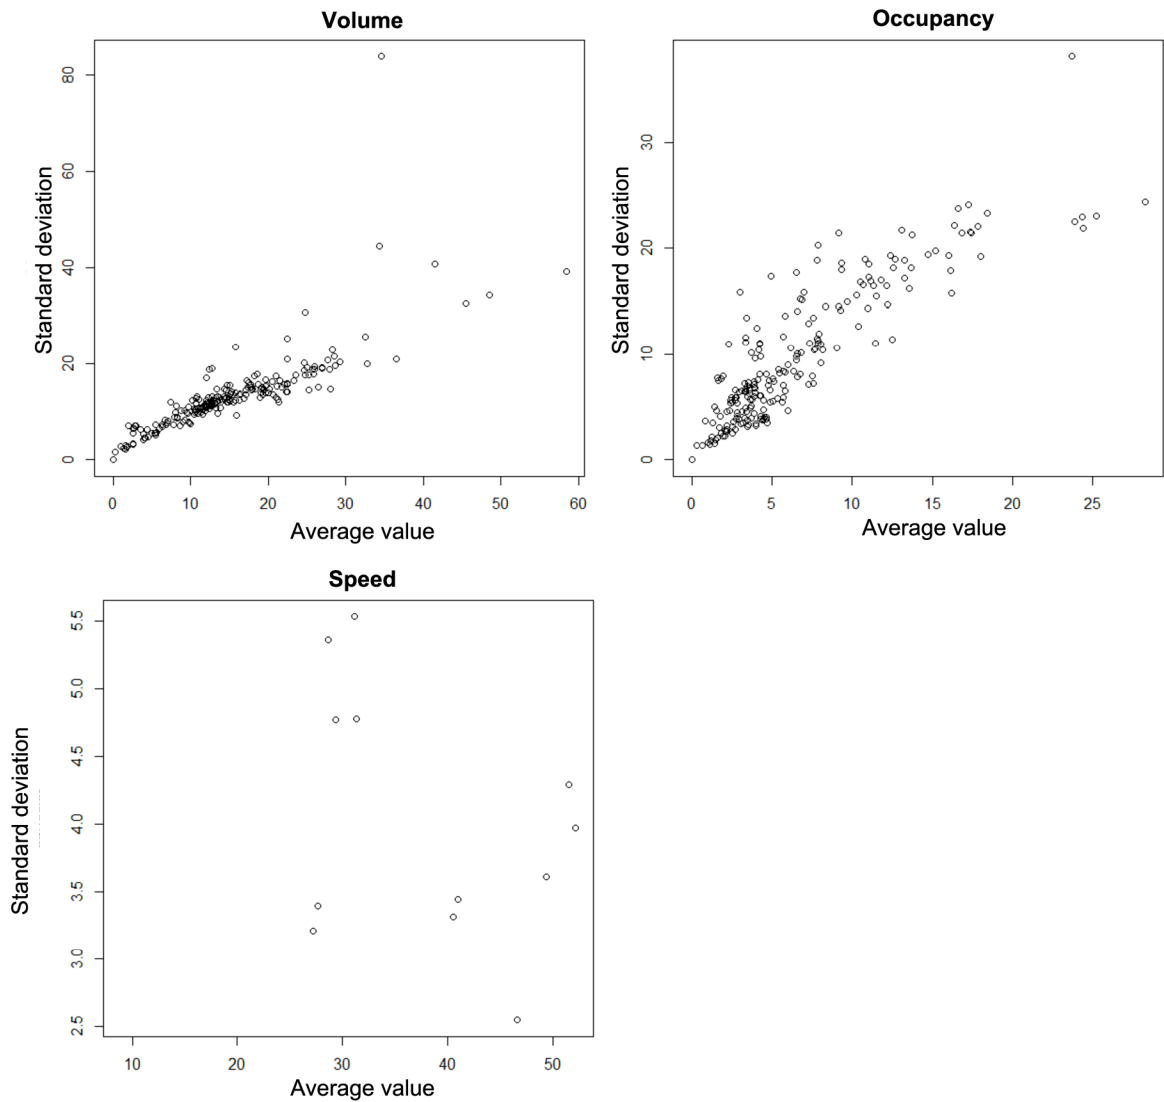 Volume
80
60
40
20
0
Standard deviation
0 10 20 30 40 50 60
Average value
Occupancy
30
20
10
0
Standard deviation
0 5 10 15 20 25
Average value
Speed
5.5
5.0
4.5
4.0
3.5
3.0
2.5
Standard deviation
10 20 30 40 50
Average value